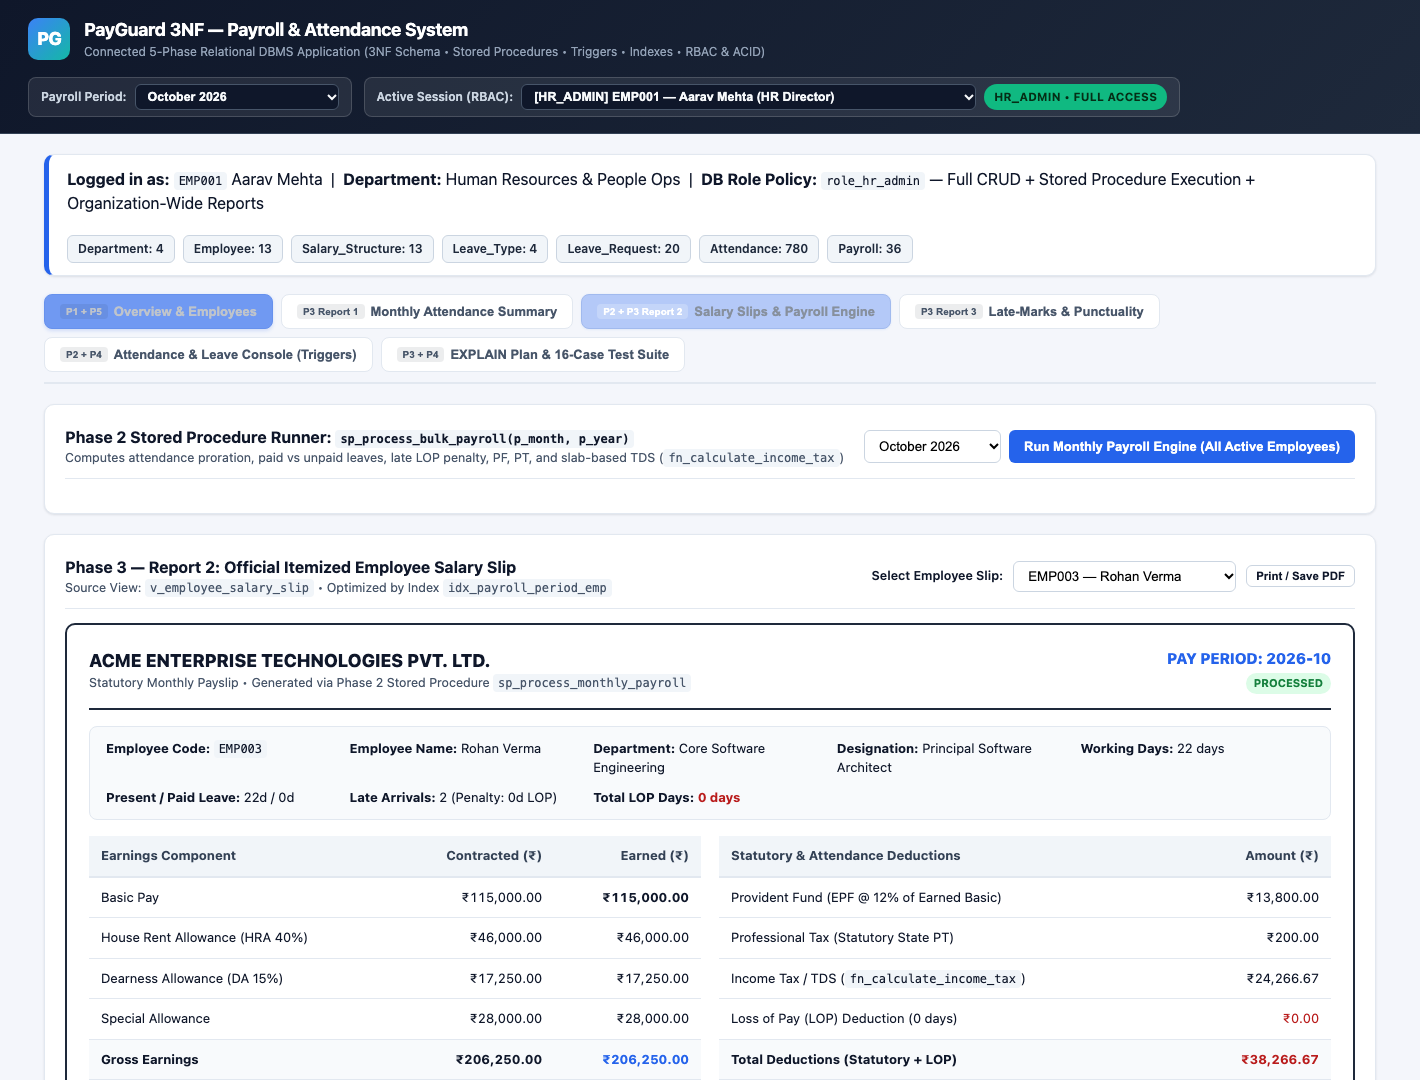 PG
PayGuard 3NF — Payroll & Attendance System
Connected 5-Phase Relational DBMS Application (3NF Schema • Stored Procedures • Triggers • Indexes • RBAC & ACID)
Payroll Period: October 2026 Active Session (RBAC): [HR_ADMIN] EMP001 — Aarav Mehta (HR Director) HR_ADMIN • FULL ACCESS
Logged in as: EMP001 Aarav Mehta | Department: Human Resources & People Ops | DB Role Policy: role_hr_admin — Full CRUD + Stored Procedure Execution +
Organization-Wide Reports
Department: 4 Employee: 13 Salary_Structure: 13 Leave_Type: 4 Leave_Request: 20 Attendance: 780 Payroll: 36
P1 + P5 Overview & Employees P3 Report 1 Monthly Attendance Summary P2 + P3 Report 2 Salary Slips & Payroll Engine P3 Report 3 Late-Marks & Punctuality
P2 + P4 Attendance & Leave Console (Triggers) P3 + P4 EXPLAIN Plan & 16-Case Test Suite
Phase 2 Stored Procedure Runner: sp_process_bulk_payroll(p_month, p_year)
Computes attendance proration, paid vs unpaid leaves, late LOP penalty, PF, PT, and slab-based TDS ( fn_calculate_income_tax )
October 2026 Run Monthly Payroll Engine (All Active Employees)
Phase 3 — Report 2: Official Itemized Employee Salary Slip
Source View: v_employee_salary_slip • Optimized by Index idx_payroll_period_emp
Select Employee Slip: EMP003 — Rohan Verma Print / Save PDF
ACME ENTERPRISE TECHNOLOGIES PVT. LTD.
Statutory Monthly Payslip • Generated via Phase 2 Stored Procedure sp_process_monthly_payroll
PAY PERIOD: 2026-10
PROCESSED
Employee Code: EMP003 Employee Name: Rohan Verma Department: Core Software Engineering Designation: Principal Software Architect Working Days: 22 days
Present / Paid Leave: 22d / 0d Late Arrivals: 2 (Penalty: 0d LOP) Total LOP Days: 0 days
Earnings Component Contracted (₹) Earned (₹)
Basic Pay ₹115,000.00 ₹115,000.00
House Rent Allowance (HRA 40%) ₹46,000.00 ₹46,000.00
Dearness Allowance (DA 15%) ₹17,250.00 ₹17,250.00
Special Allowance ₹28,000.00 ₹28,000.00
Gross Earnings ₹206,250.00 ₹206,250.00
Statutory & Attendance Deductions Amount (₹)
Provident Fund (EPF @ 12% of Earned Basic) ₹13,800.00
Professional Tax (Statutory State PT) ₹200.00
Income Tax / TDS ( fn_calculate_income_tax ) ₹24,266.67
Loss of Pay (LOP) Deduction (0 days) ₹0.00
Total Deductions (Statutory + LOP) ₹38,266.67